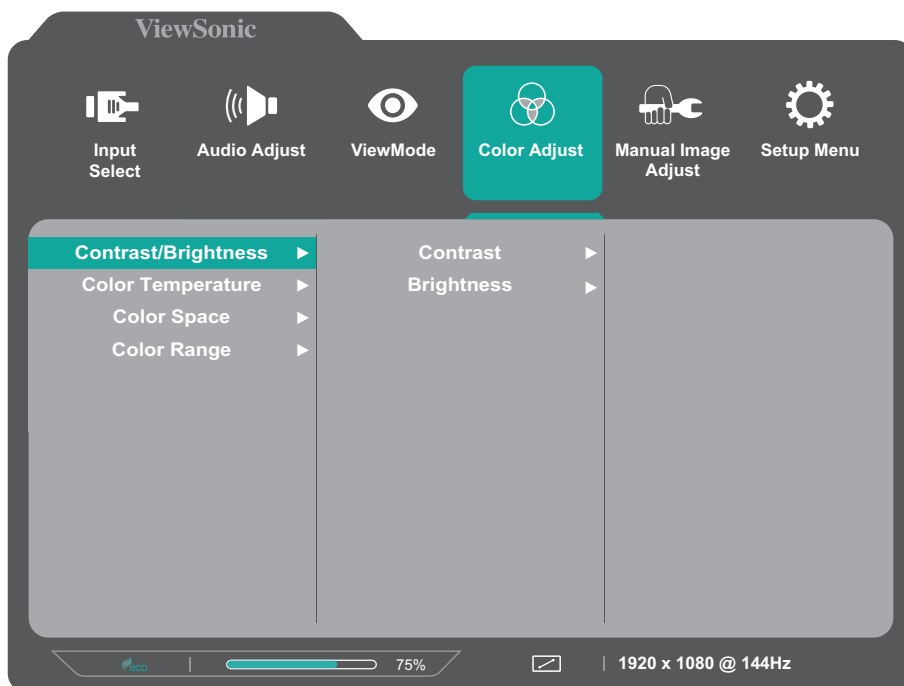 ViewSonic
Input
Select
Audio Adjust
ViewMode
Color Adjust
Manual Image
Adjust
Setup Menu
Contrast/Brightness
Color Temperature
Color Space
Color Range
Contrast
Brightness
eco
75%
1920 x 1080 @ 144Hz